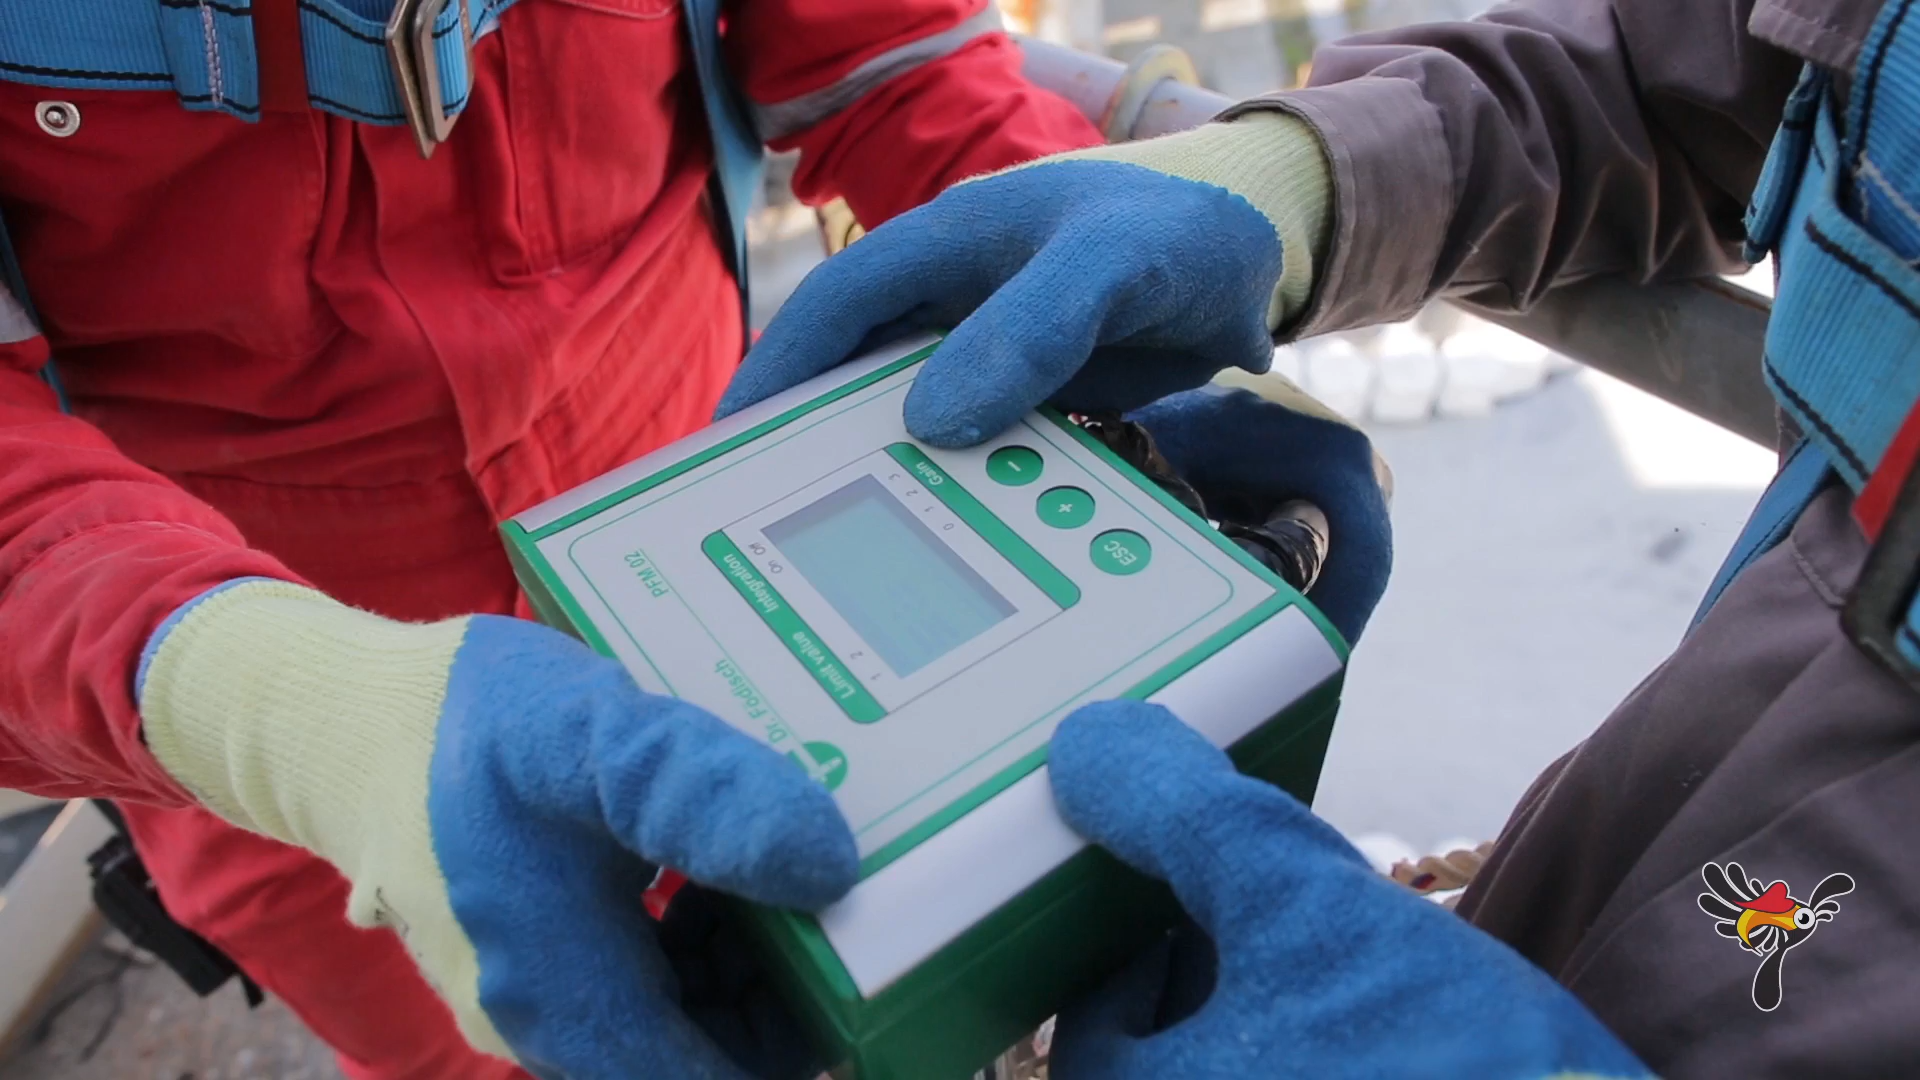 Dr. Födisch
PFM 02
Limit value
Integration
1 2
On Off
0 1 2 3
Gain
ESC
+
-